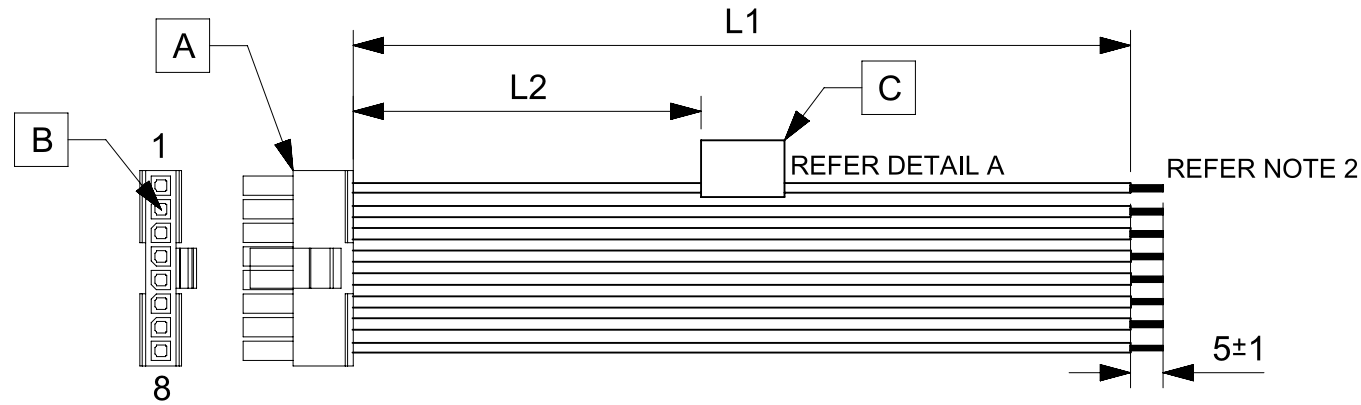 L1
A
L2
C
B
1
REFER DETAIL A
REFER NOTE 2
5±1
8